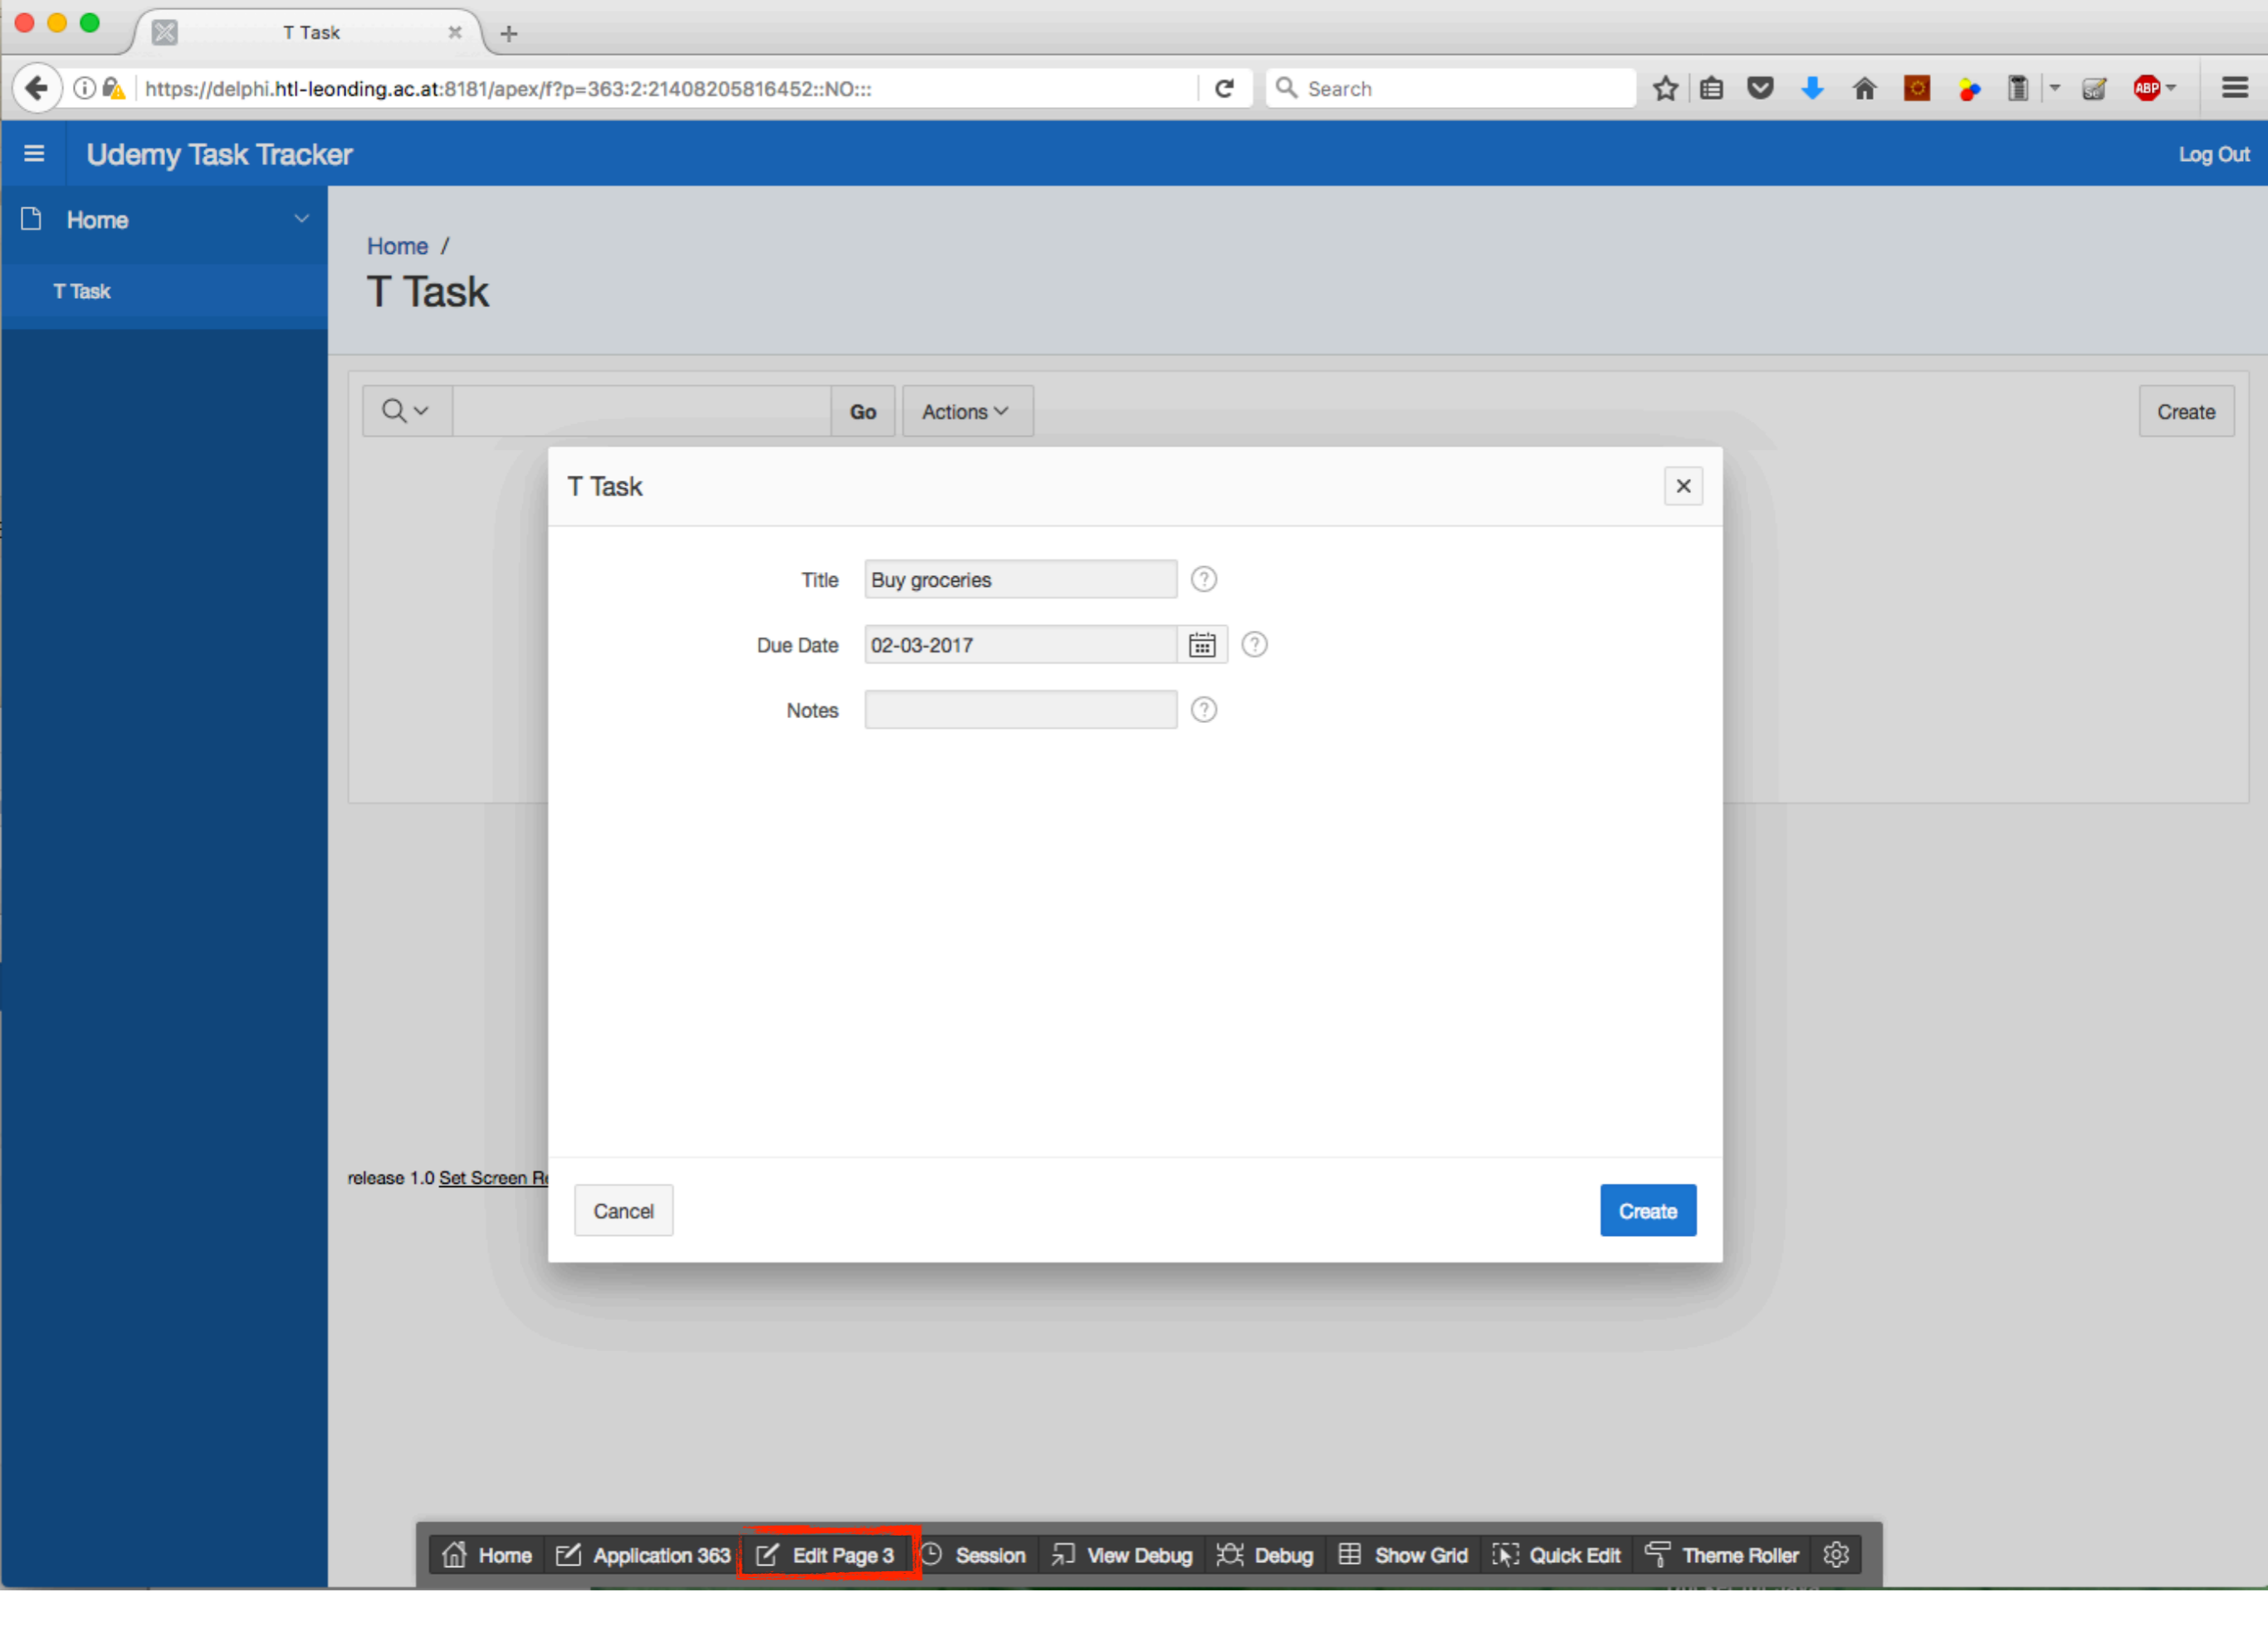 T Task
https://delphi.htl-leonding.ac.at:8181/apex/f?p=363:2:21408205816452::NO:::
Search
ABP
Udemy Task Tracker
Log Out
Home
T Task
Home /
T Task
Go
Actions
Create
T Task
Title
Buy groceries
Due Date
02-03-2017
Notes
release 1.0 Set Screen
Cancel
Create
Home
Application 363
Edit Page 3
Session
View Debug
Debug
Show Grid
Quick Edit
Theme Roller